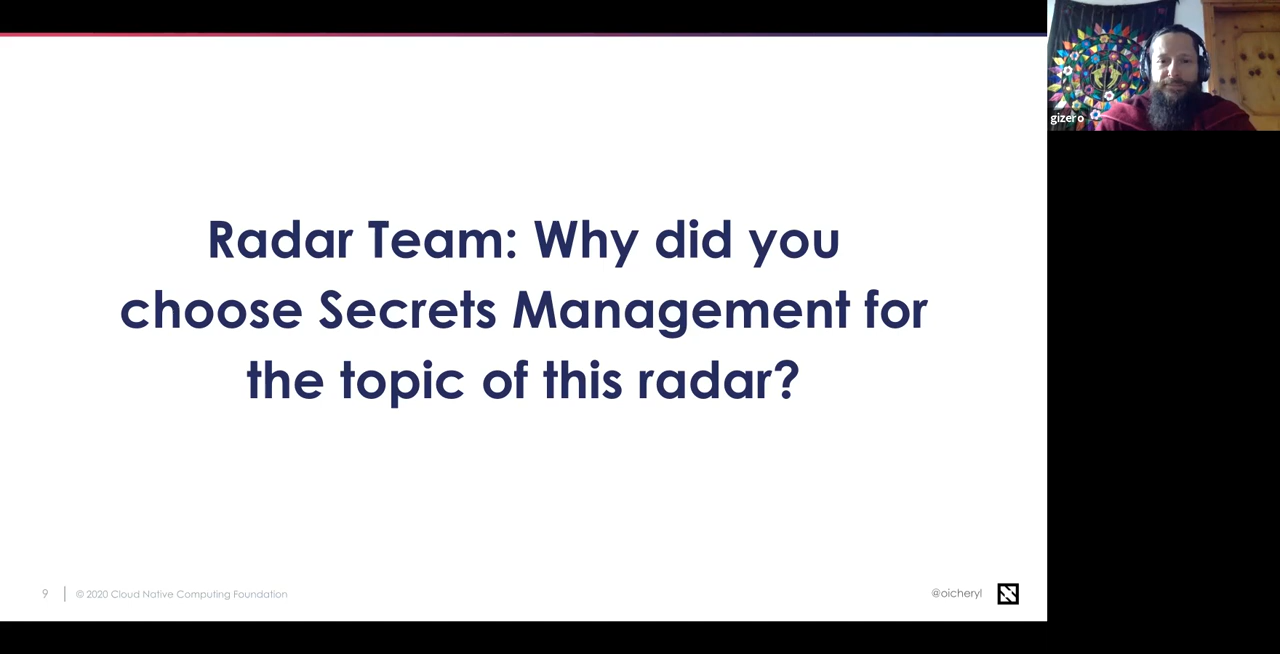 gizero
Radar Team: Why did you
choose Secrets Management for
the topic of this radar?
9
© 2020 Cloud Native Computing Foundation
@oicheryl